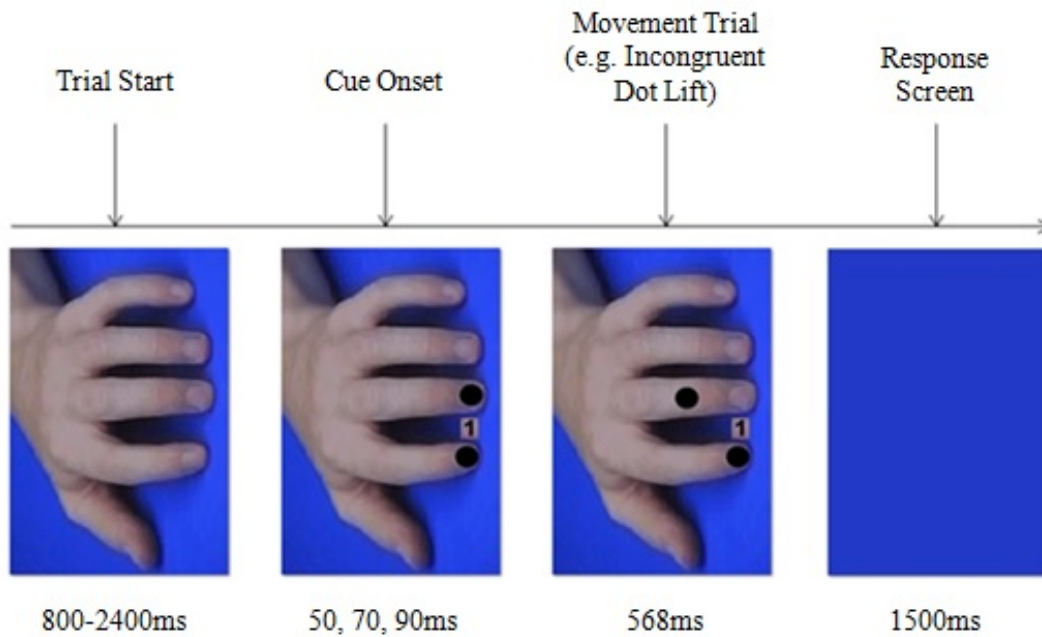 Trial Start
Cue Onset
Movement Trial
(e.g. Incongruent
Dot Lift)
Response
Screen
1
1
800-2400ms
50, 70, 90ms
568ms
1500ms